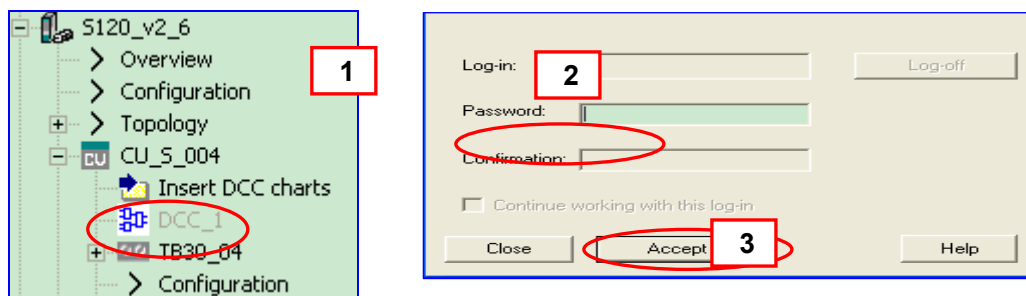 S120_v2_6
Overview
Configuration
Topology
CU_S_004
Insert DCC charts
DCC_1
TB30_04
Configuration
1
Log-in:
2
Log-off
Password:
Confirmation:
Continue working with this log-in
Close
Accept
3
Help